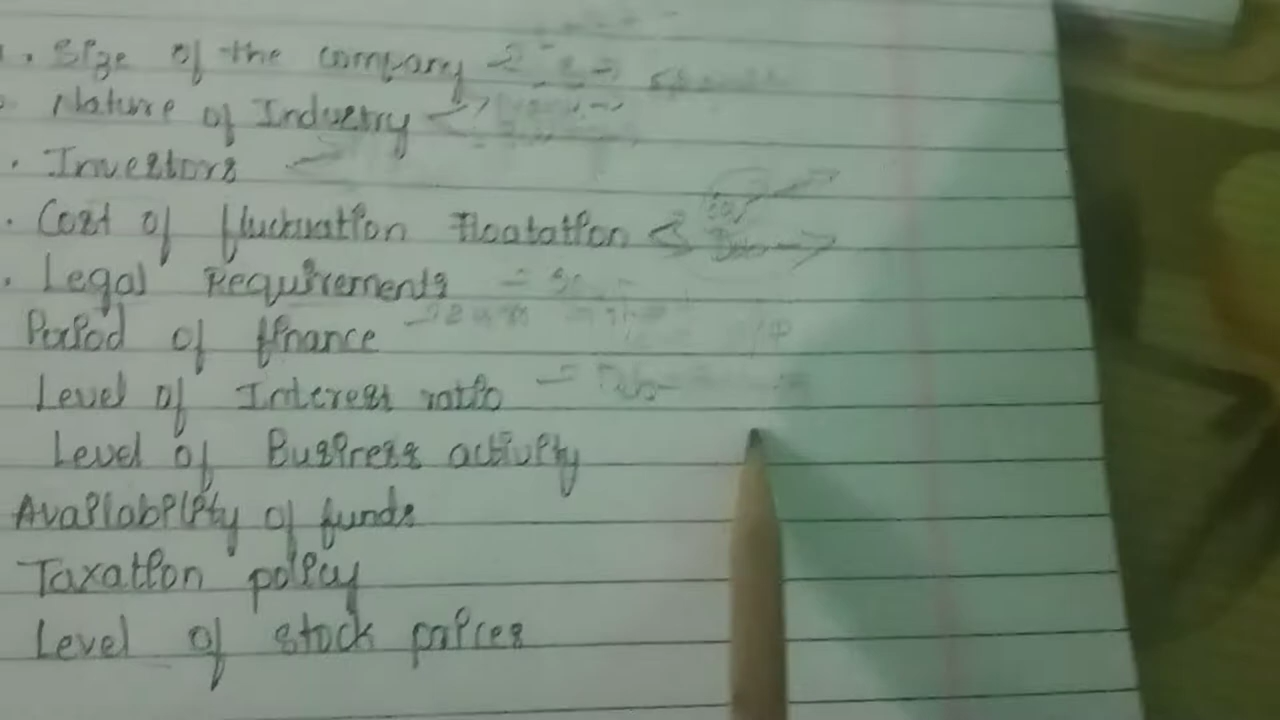 1. Size of the company
Nature of Industry
. Investors
. Cost of fluctuation Floatation
. Legal Requirements
Period of finance
Level of Interest ratio
Level of Business activity
Availability of funds
Taxation policy
Level of stock prices